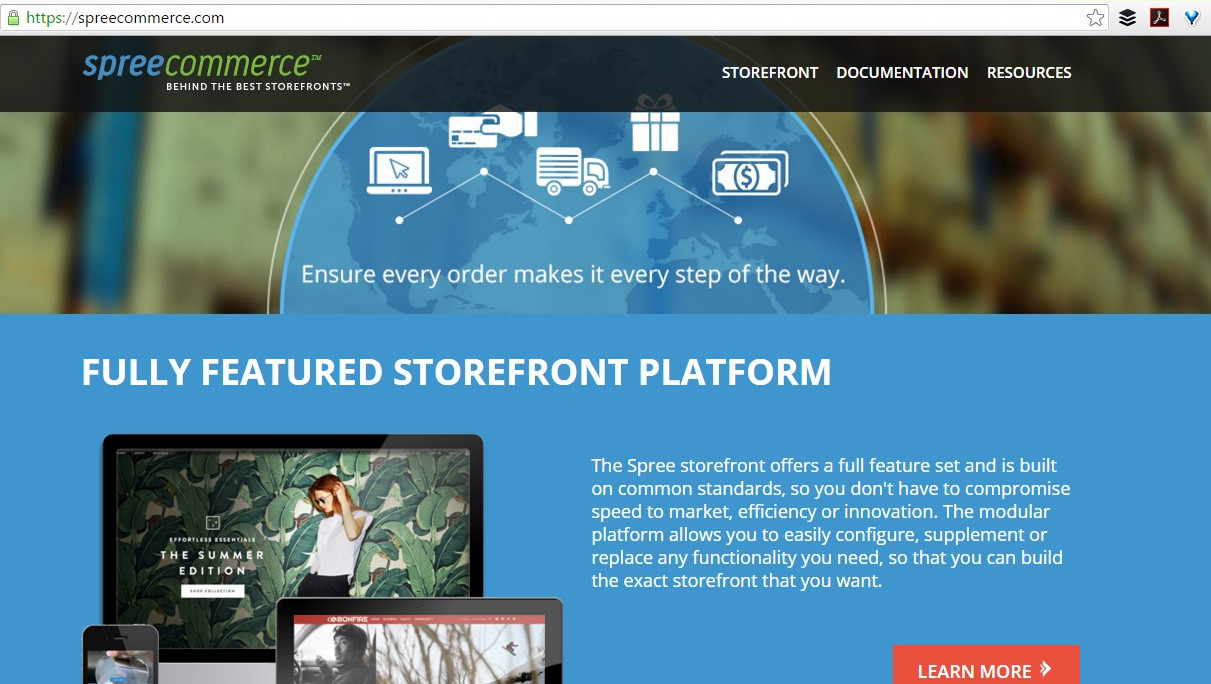 https://spreecommerce.com
spreecommerce™
BEHIND THE BEST STOREFRONTS™
STOREFRONT DOCUMENTATION RESOURCES
Ensure every order makes it every step of the way.
FULLY FEATURED STOREFRONT PLATFORM
EFFORTLESS ESSENTIALS
THE SUMMER
EDITION
SHOP COLLECTION
BONFIRE
The Spree storefront offers a full feature set and is built
on common standards, so you don't have to compromise
speed to market, efficiency or innovation. The modular
platform allows you to easily configure, supplement or
replace any functionality you need, so that you can build
the exact storefront that you want.
LEARN MORE